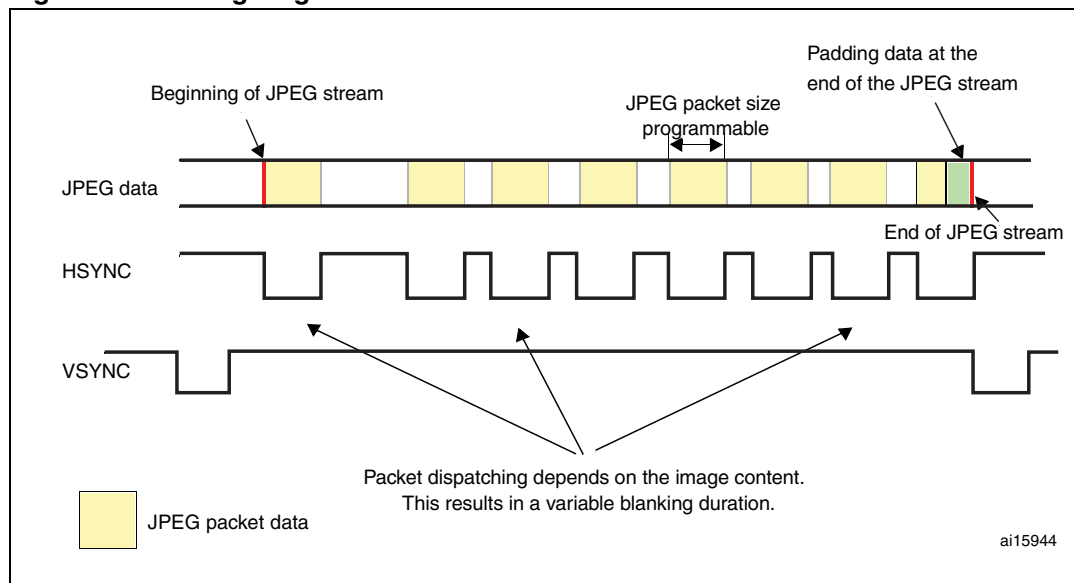 Padding data at the
end of the JPEG stream
Beginning of JPEG stream
JPEG packet size
programmable
JPEG data
End of JPEG stream
HSYNC
VSYNC
Packet dispatching depends on the image content.
This results in a variable blanking duration.
JPEG packet data
ai15944